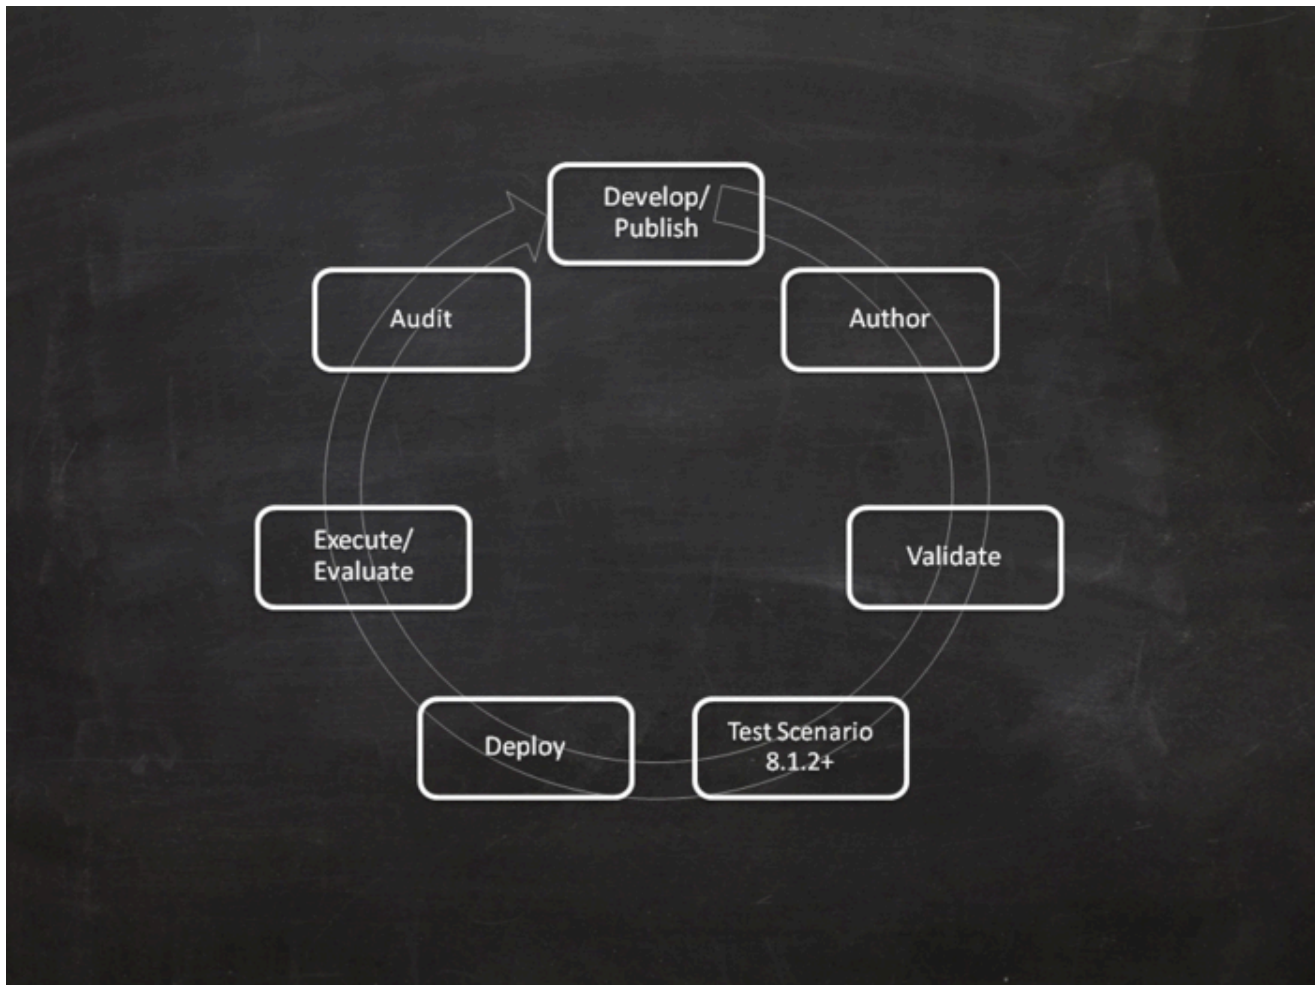 Develop/
Publish
Author
Validate
Test Scenario
8.1.2+
Deploy
Execute/
Evaluate
Audit